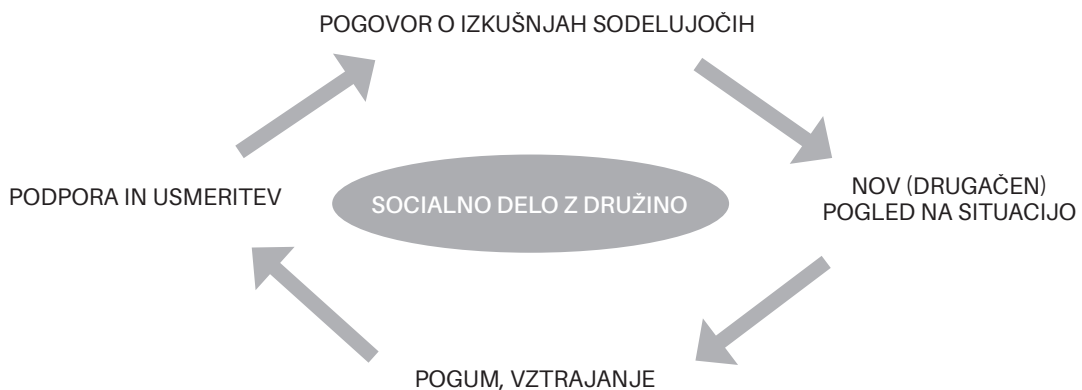 POGOVOR O IZKUŠNJAH SODELUJOČIH
PODPORA IN USMERITEV
SOCIALNO DELO Z DRUŽINO
NOV (DRUGAČEN)
POGLED NA SITUACIJO
POGUM, VZTRAJANJE